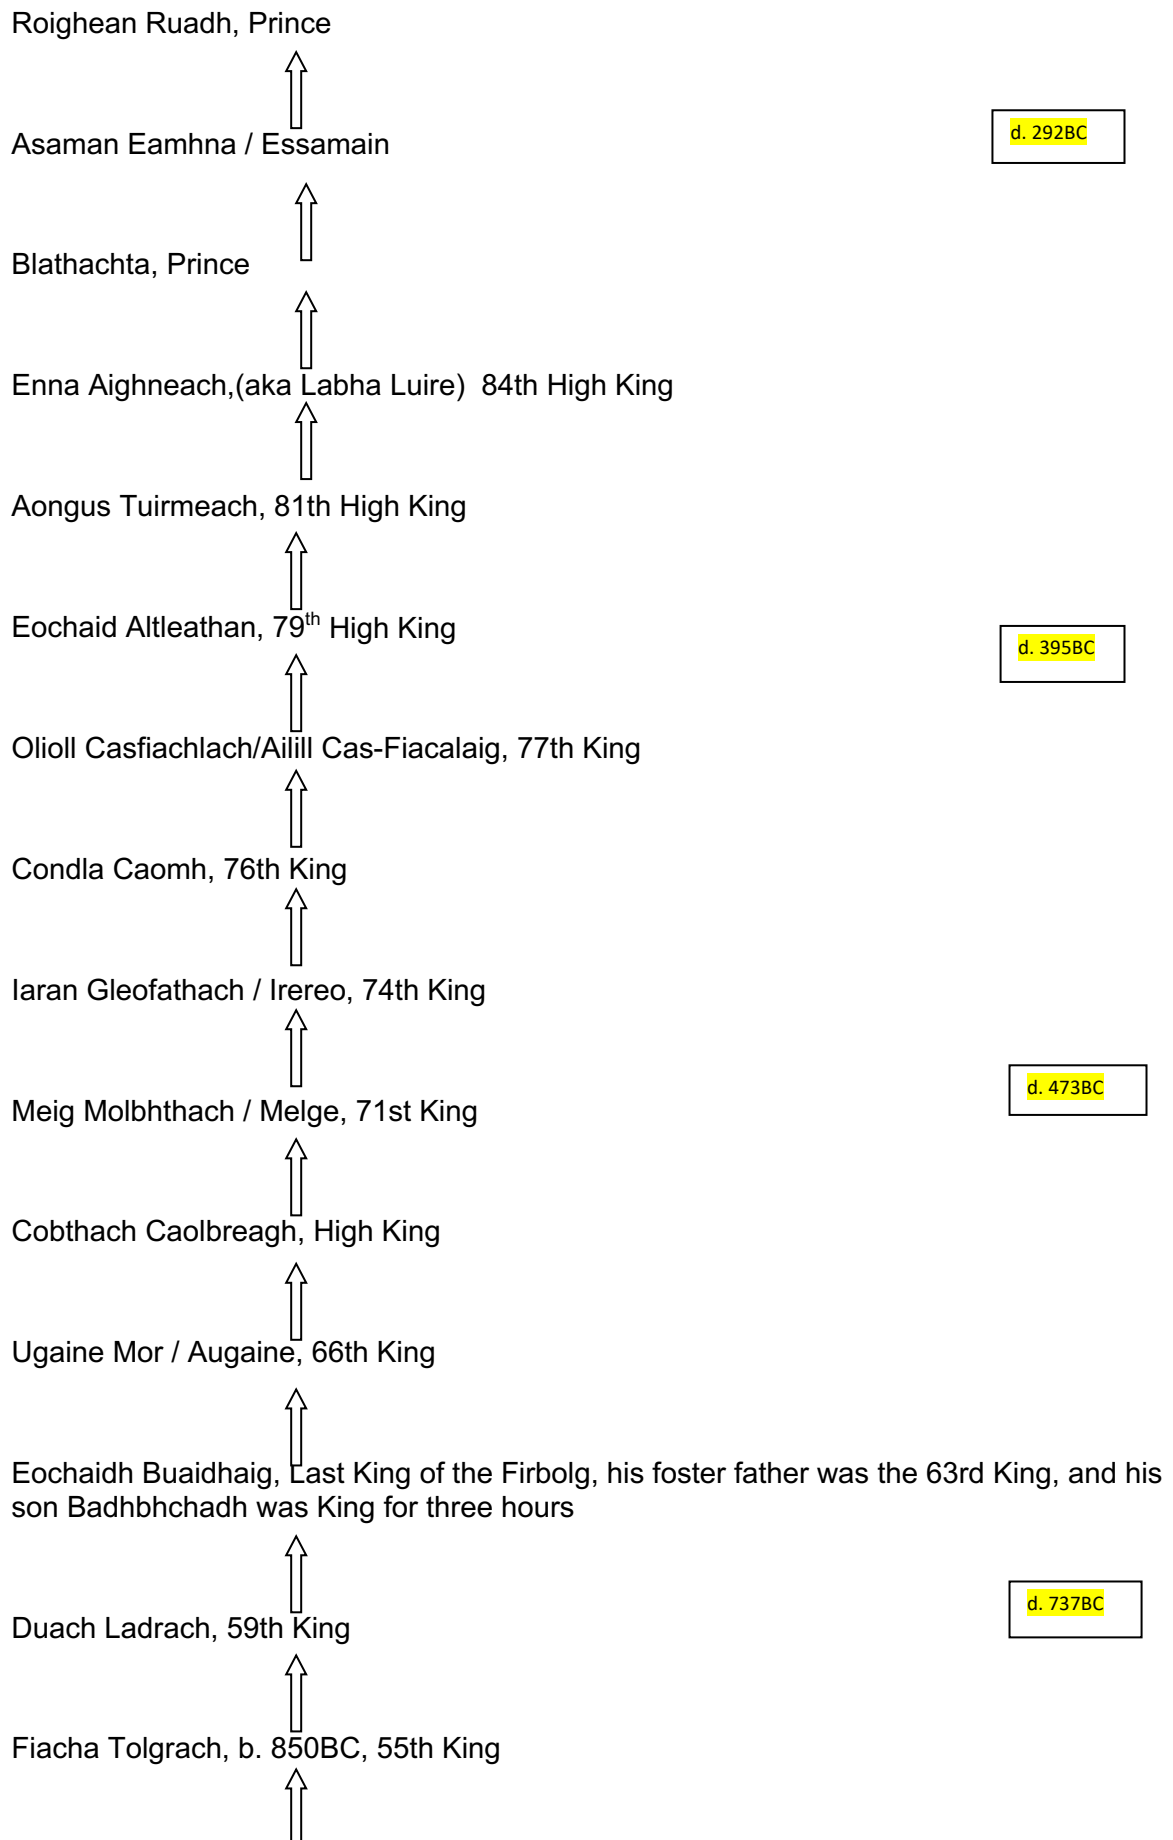 Roighean Ruadh, Prince
d. 292BC
Asaman Eamhna / Essamain
Blathachta, Prince
Enna Aighneach,(aka Labha Luire)  84th High King
Aongus Tuirmeach, 81th High King
Eochaid Altleathan, 79th High King
d. 395BC
Olioll Casfiachlach/Ailill Cas-Fiacalaig, 77th King
Condla Caomh, 76th King
Iaran Gleofathach / Irereo, 74th King
d. 473BC
Meig Molbhthach / Melge, 71st King
Cobthach Caolbreagh, High King
Ugaine Mor / Augaine, 66th King
Eochaidh Buaidhaig, Last King of the Firbolg, his foster father was the 63rd King, and his
son Badhbhchadh was King for three hours
d. 737BC
Duach Ladrach, 59th King
Fiacha Tolgrach, b. 850BC, 55th King